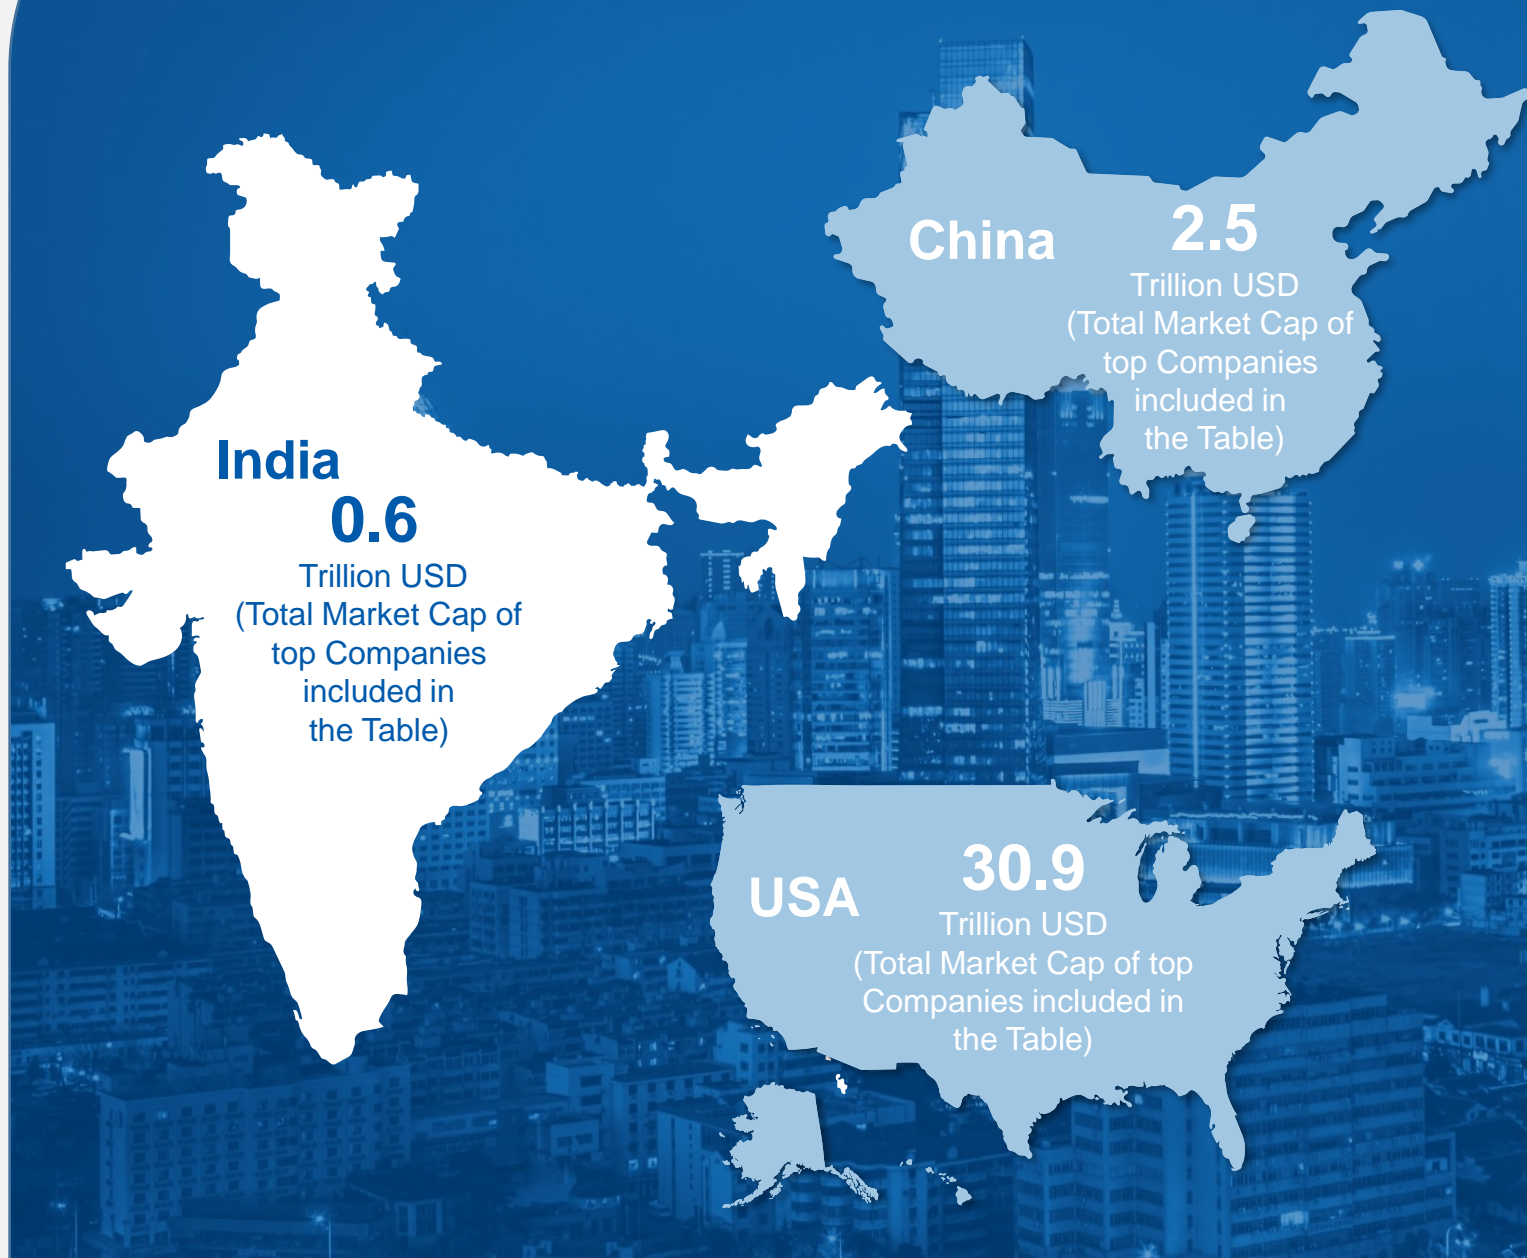 China
2.5
Trillion USD
(Total Market Cap of
top Companies
included in
the Table)
India
0.6
Trillion USD
(Total Market Cap of
top Companies
included in
the Table)
USA
30.9
Trillion USD
(Total Market Cap of top
Companies included in
the Table)